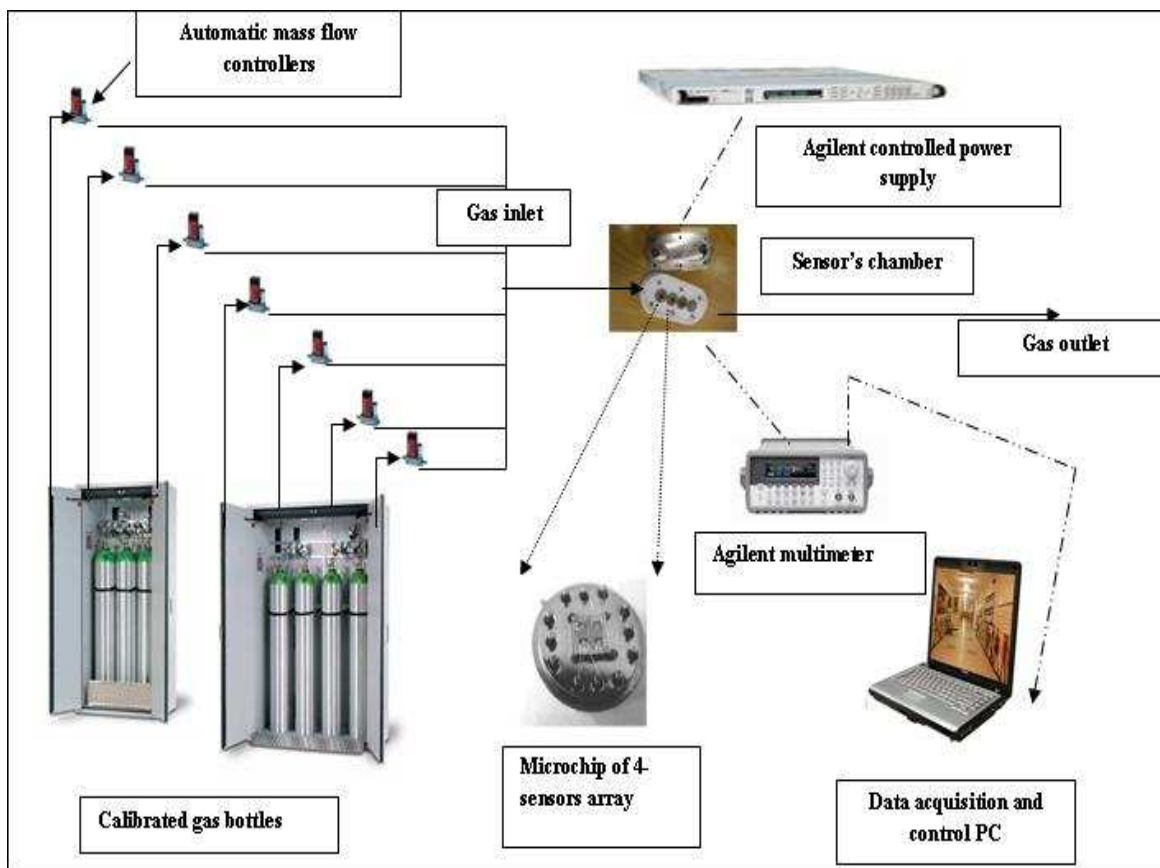 Automatic mass flow
controllers
Agilent controlled power
supply
Gas inlet
Sensor's chamber
Gas outlet
Agilent multimeter
Microchip of 4-
sensors array
Data acquisition and
control PC
Calibrated gas bottles